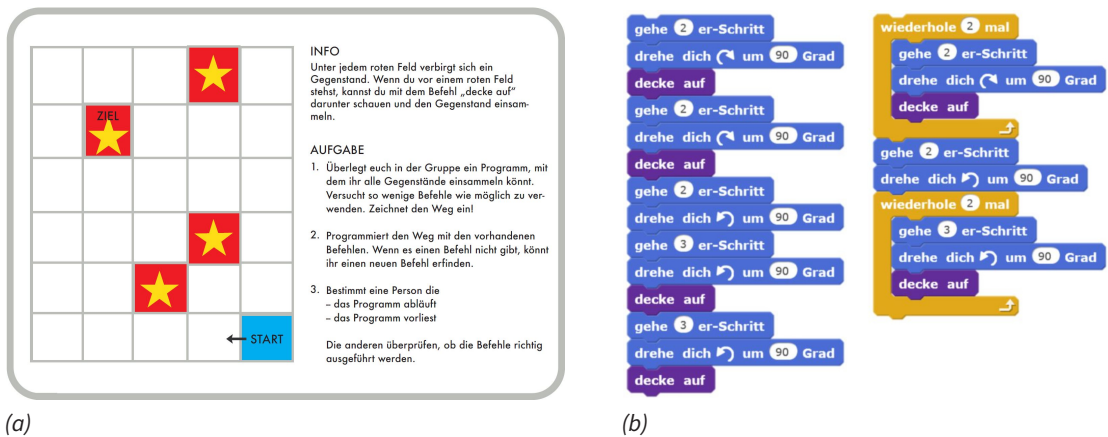 ZIEL
START
INFO
Unter jedem roten Feld verbirgt sich ein
Gegenstand. Wenn du vor einem roten Feld
stehst, kannst du mit dem Befehl „decke auf“
darunter schauen und den Gegenstand einsam-
meln.
AUFGABE
1. Überlegt euch in der Gruppe ein Programm, mit
dem ihr alle Gegenstände einsammeln könnt.
Versucht so wenige Befehle wie möglich zu ver-
wenden. Zeichnet den Weg ein!
2. Programmiert den Weg mit den vorhandenen
Befehlen. Wenn es einen Befehl nicht gibt, könnt
ihr einen neuen Befehl erfinden.
3. Bestimmt eine Person die
– das Programm abläuft
– das Programm vorliest
Die anderen überprüfen, ob die Befehle richtig
ausgeführt werden.
(a)
gehe 2 er-Schritt
drehe dich um 90 Grad
decke auf
gehe 2 er-Schritt
drehe dich um 90 Grad
decke auf
gehe 2 er-Schritt
drehe dich um 90 Grad
gehe 3 er-Schritt
drehe dich um 90 Grad
decke auf
gehe 3 er-Schritt
drehe dich um 90 Grad
decke auf
wiederhole 2 mal
gehe 2 er-Schritt
drehe dich um 90 Grad
decke auf
gehe 2 er-Schritt
drehe dich um 90 Grad
wiederhole 2 mal
gehe 3 er-Schritt
drehe dich um 90 Grad
decke auf
(b)